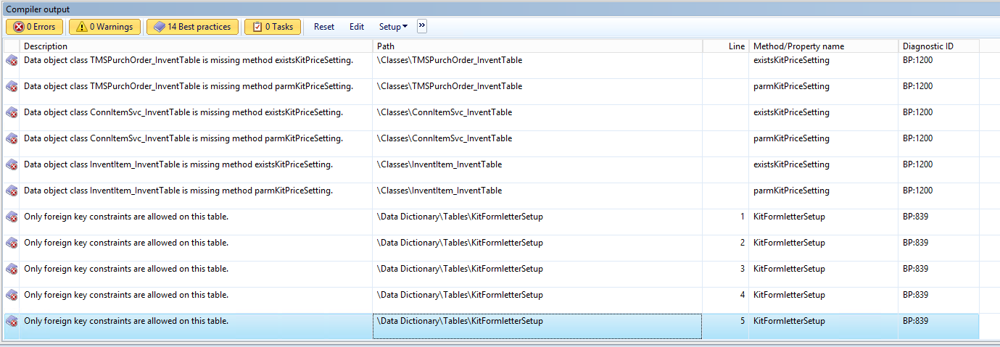 Compiler output
0 Errors 0 Warnings 14 Best practices 0 Tasks Reset Edit Setup »
Description Path Line Method/Property name Diagnostic ID
Data object class TMSPurchOrder_InventTable is missing method existsKitPriceSetting. \Classes\TMSPurchOrder_InventTable existsKitPriceSetting BP:1200
Data object class TMSPurchOrder_InventTable is missing method parmKitPriceSetting. \Classes\TMSPurchOrder_InventTable parmKitPriceSetting BP:1200
Data object class ConnItemSvc_InventTable is missing method existsKitPriceSetting. \Classes\ConnItemSvc_InventTable existsKitPriceSetting BP:1200
Data object class ConnItemSvc_InventTable is missing method parmKitPriceSetting. \Classes\ConnItemSvc_InventTable parmKitPriceSetting BP:1200
Data object class InventItem_InventTable is missing method existsKitPriceSetting. \Classes\InventItem_InventTable existsKitPriceSetting BP:1200
Data object class InventItem_InventTable is missing method parmKitPriceSetting. \Classes\InventItem_InventTable parmKitPriceSetting BP:1200
Only foreign key constraints are allowed on this table. \Data Dictionary\Tables\KitFormletterSetup 1 KitFormletterSetup BP:839
Only foreign key constraints are allowed on this table. \Data Dictionary\Tables\KitFormletterSetup 2 KitFormletterSetup BP:839
Only foreign key constraints are allowed on this table. \Data Dictionary\Tables\KitFormletterSetup 3 KitFormletterSetup BP:839
Only foreign key constraints are allowed on this table. \Data Dictionary\Tables\KitFormletterSetup 4 KitFormletterSetup BP:839
Only foreign key constraints are allowed on this table. \Data Dictionary\Tables\KitFormletterSetup 5 KitFormletterSetup BP:839